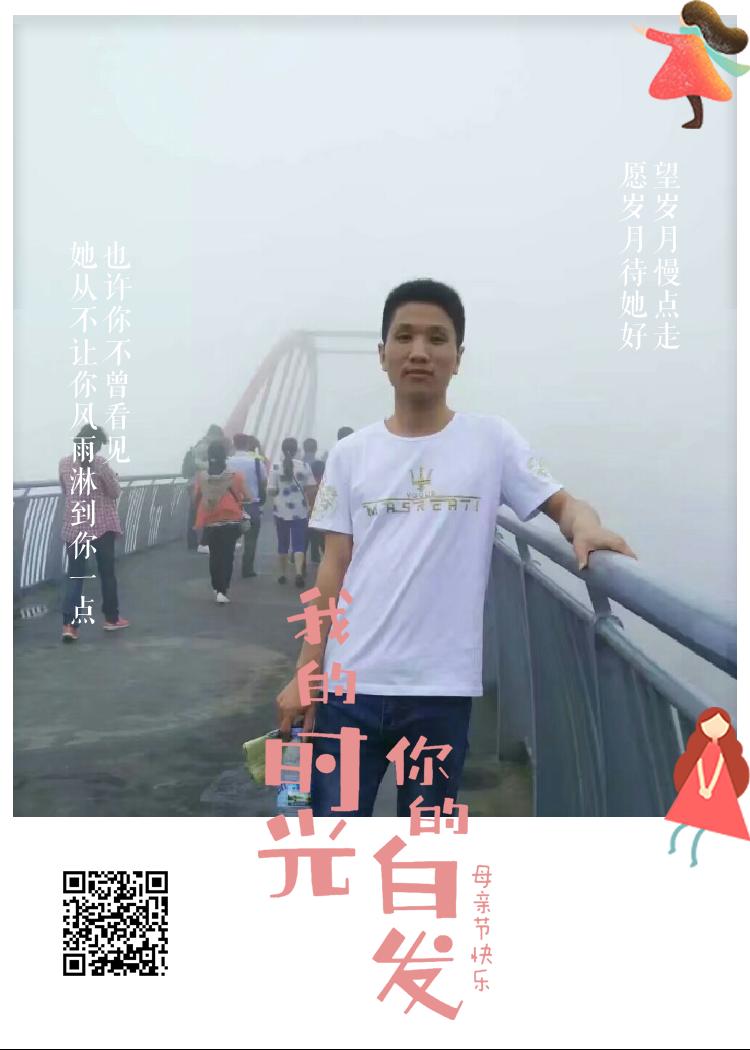 望岁月慢点走
愿岁月待她好
也许你不曾看见
她从不让你风雨淋到你一点
MASERATI
我的
时光
你的
白发
母亲节快乐